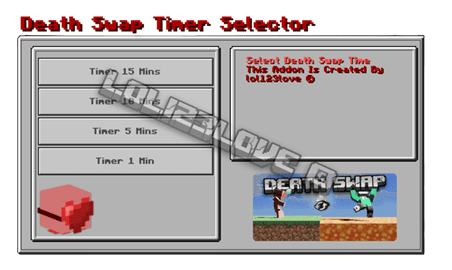 Death Swap Timer Selector
Timer 15 Mins
Timer 10 Mins
Timer 5 Mins
Timer 1 Min
Select Death Swap Time
This Addon Is Created By
lol123love ©
LOL123LOVE ©
DEATH SWAP